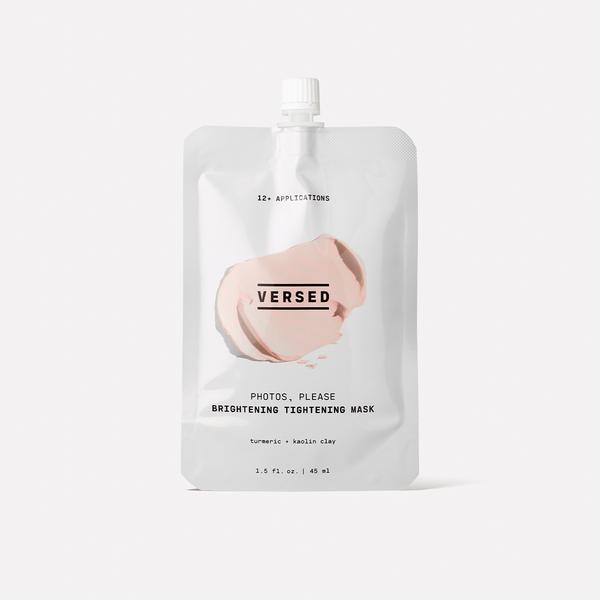 12+ APPLICATIONS
VERSED
PHOTOS, PLEASE
BRIGHTENING TIGHTENING MASK
turmeric + kaolin clay
1.5 fl. oz. | 45 ml